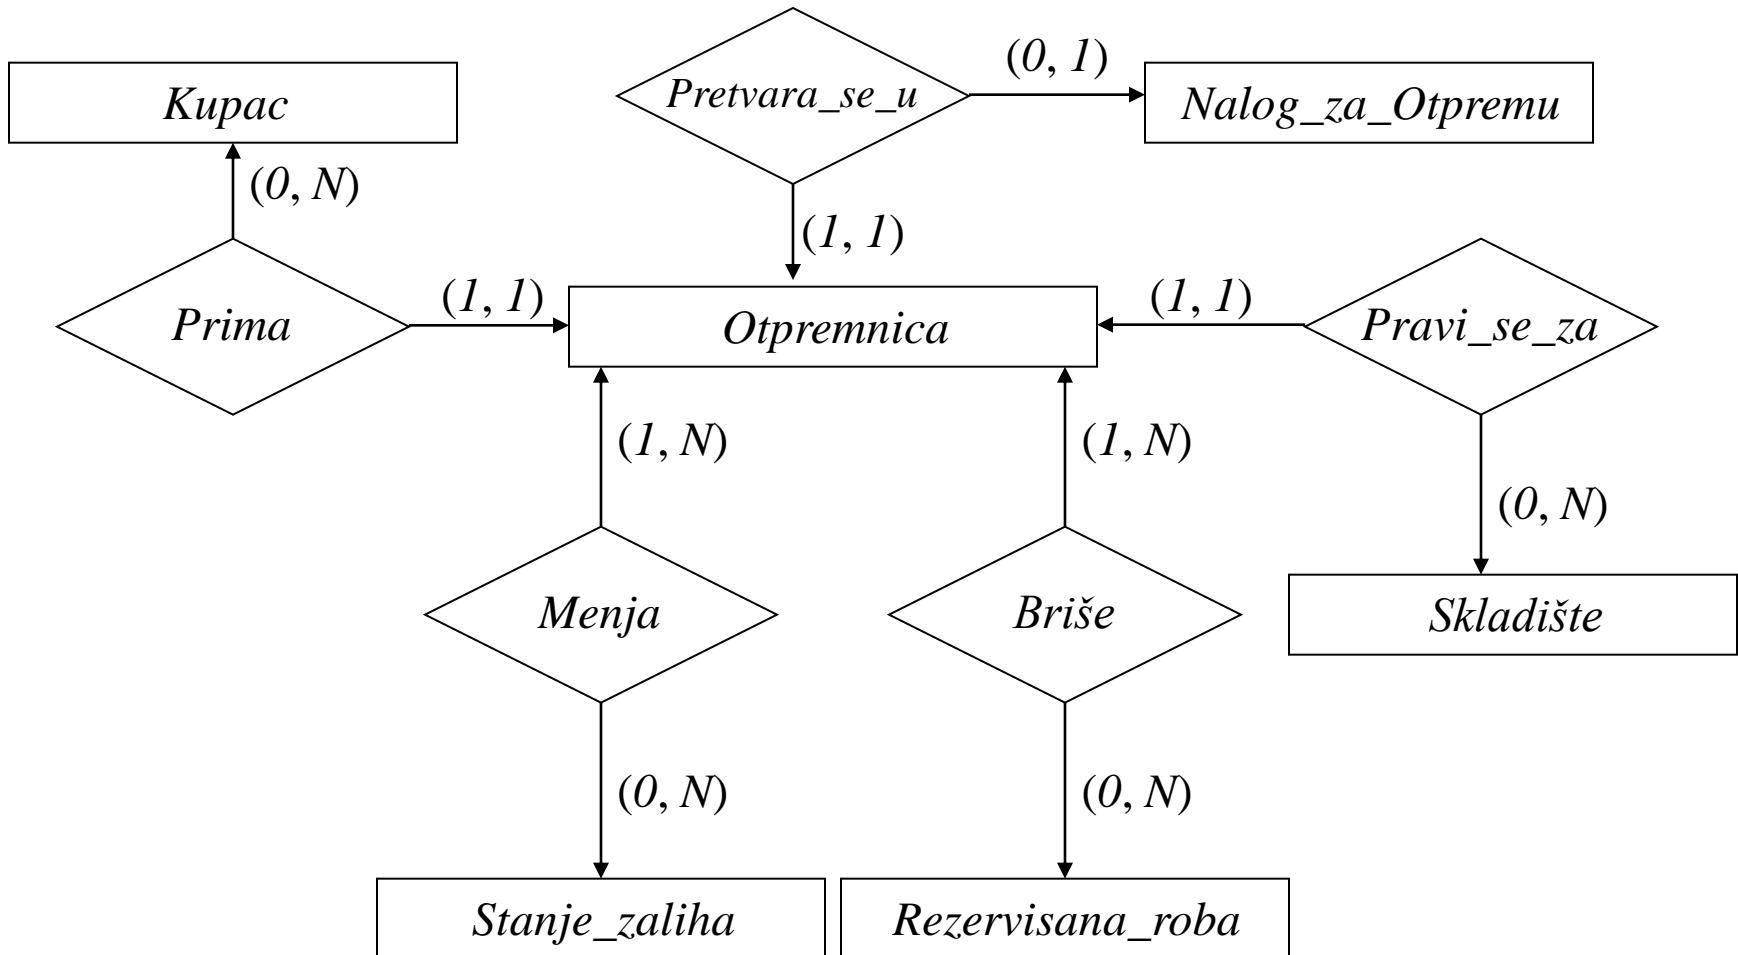 (0, 1)
Pretvara_se_u
Kupac
Nalog_za_Otpremu
(0, N)
(1, 1)
(1, 1)
(1, 1)
Prima
Otpremnica
Pravi_se_za
(1, N)
(1, N)
(0, N)
Menja
Briše
Skladište
(0, N)
(0, N)
Stanje_zaliha
Rezervisana_roba